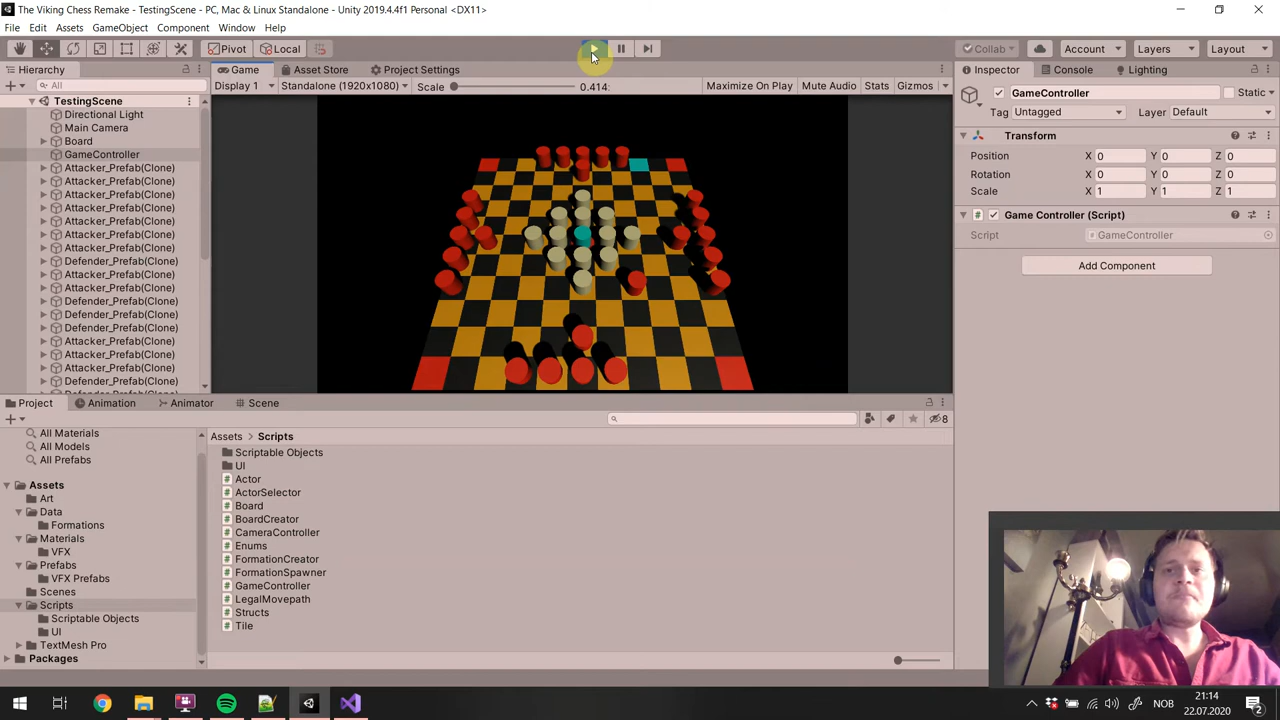 The Viking Chess Remake - TestingScene - PC, Mac & Linux Standalone - Unity 2019.4.4f1 Personal <DX11>
File Edit Assets GameObject Component Window Help
Pivot Local Collab Account Layers Layout
Hierarchy Game Asset Store Project Settings Inspector Console Lighting
All Display 1 Standalone (1920x1080) Scale 0.414: Maximize On Play Mute Audio Stats Gizmos
GameController Static
Tag Untagged Layer Default
TestingScene
Directional Light
Main Camera
Board
GameController
Attacker_Prefab(Clone)
Attacker_Prefab(Clone)
Attacker_Prefab(Clone)
Attacker_Prefab(Clone)
Attacker_Prefab(Clone)
Attacker_Prefab(Clone)
Attacker_Prefab(Clone)
Defender_Prefab(Clone)
Attacker_Prefab(Clone)
Attacker_Prefab(Clone)
Defender_Prefab(Clone)
Defender_Prefab(Clone)
Defender_Prefab(Clone)
Attacker_Prefab(Clone)
Attacker_Prefab(Clone)
Attacker_Prefab(Clone)
Defender_Prefab(Clone)
Transform
Position X 0 Y 0 Z 0
Rotation X 0 Y 0 Z 0
Scale X 1 Y 1 Z 1
Game Controller (Script)
Script GameController
Add Component
Project Animation Animator Scene
8
All Materials
All Models
All Prefabs
Assets
Art
Data
Formations
Materials
VFX
Prefabs
VFX Prefabs
Scenes
Scripts
Scriptable Objects
UI
TextMesh Pro
Packages
Assets > Scripts
Scriptable Objects
UI
Actor
ActorSelector
Board
BoardCreator
CameraController
Enums
FormationCreator
FormationSpawner
GameController
LegalMovepath
Structs
Tile
NOB
21:14
22.07.2020
2